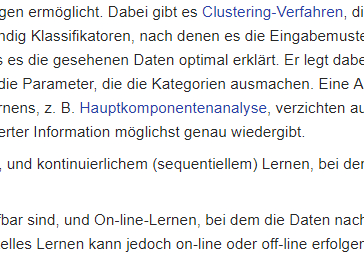 gen ermöglicht. Dabei gibt es Clustering-Verfahren, di
ndig Klassifikatoren, nach denen es die Eingabemuste
s es die gesehenen Daten optimal erklärt. Er legt dabe
die Parameter, die die Kategorien ausmachen. Eine A
rnens, z. B. Hauptkomponentenanalyse, verzichten au
erter Information möglichst genau wiedergibt.
, und kontinuierlichem (sequentiellem) Lernen, bei der
fbar sind, und On-line-Lernen, bei dem die Daten nach
elles Lernen kann jedoch on-line oder off-line erfolgen